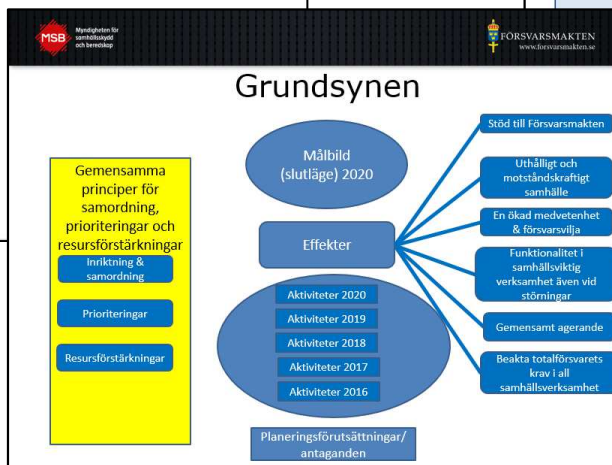 MSB
Myndigheten för
samhällsskydd
och beredskap
FÖRSVARSMAKTEN
www.forsvarsmakten.se
Grundsynen
Gemensamma
principer för
samordning,
prioriteringar och
resursförstärkningar
Inriktning &
samordning
Prioriteringar
Resursförstärkningar
Målbild
(slutläge) 2020
Effekter
Aktiviteter 2020
Aktiviteter 2019
Aktiviteter 2018
Aktiviteter 2017
Aktiviteter 2016
Planeringsförutsättningar/
antaganden
Stöd till Försvarsmakten
Uthålligt och
motståndskraftigt
samhälle
En ökad medvetenhet
& försvarsvilja
Funktionalitet i
samhällsviktig
verksamhet även vid
störningar
Gemensamt agerande
Beakta totalförsvarets
krav i all
samhällsverksamhet